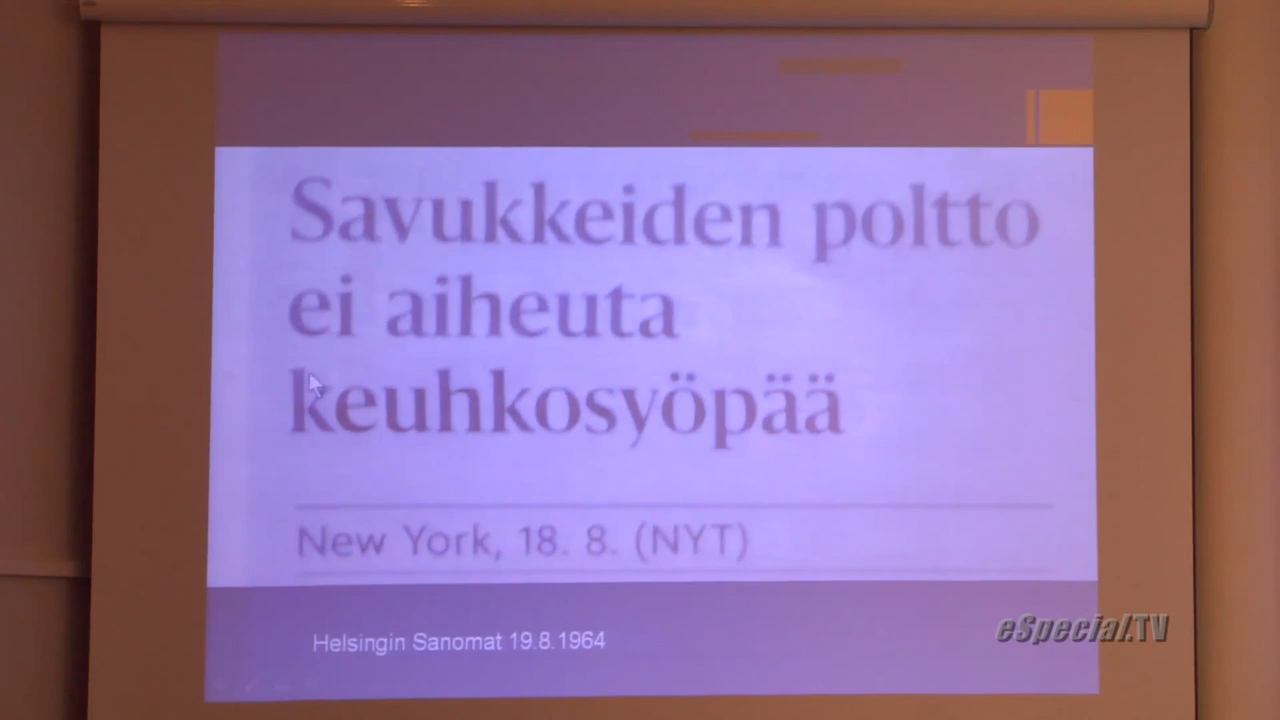 Savukkeiden poltto
ei aiheuta
keuhkosyöpää
New York, 18. 8. (NYT)
Helsingin Sanomat 19.8.1964
eSpecial.TV